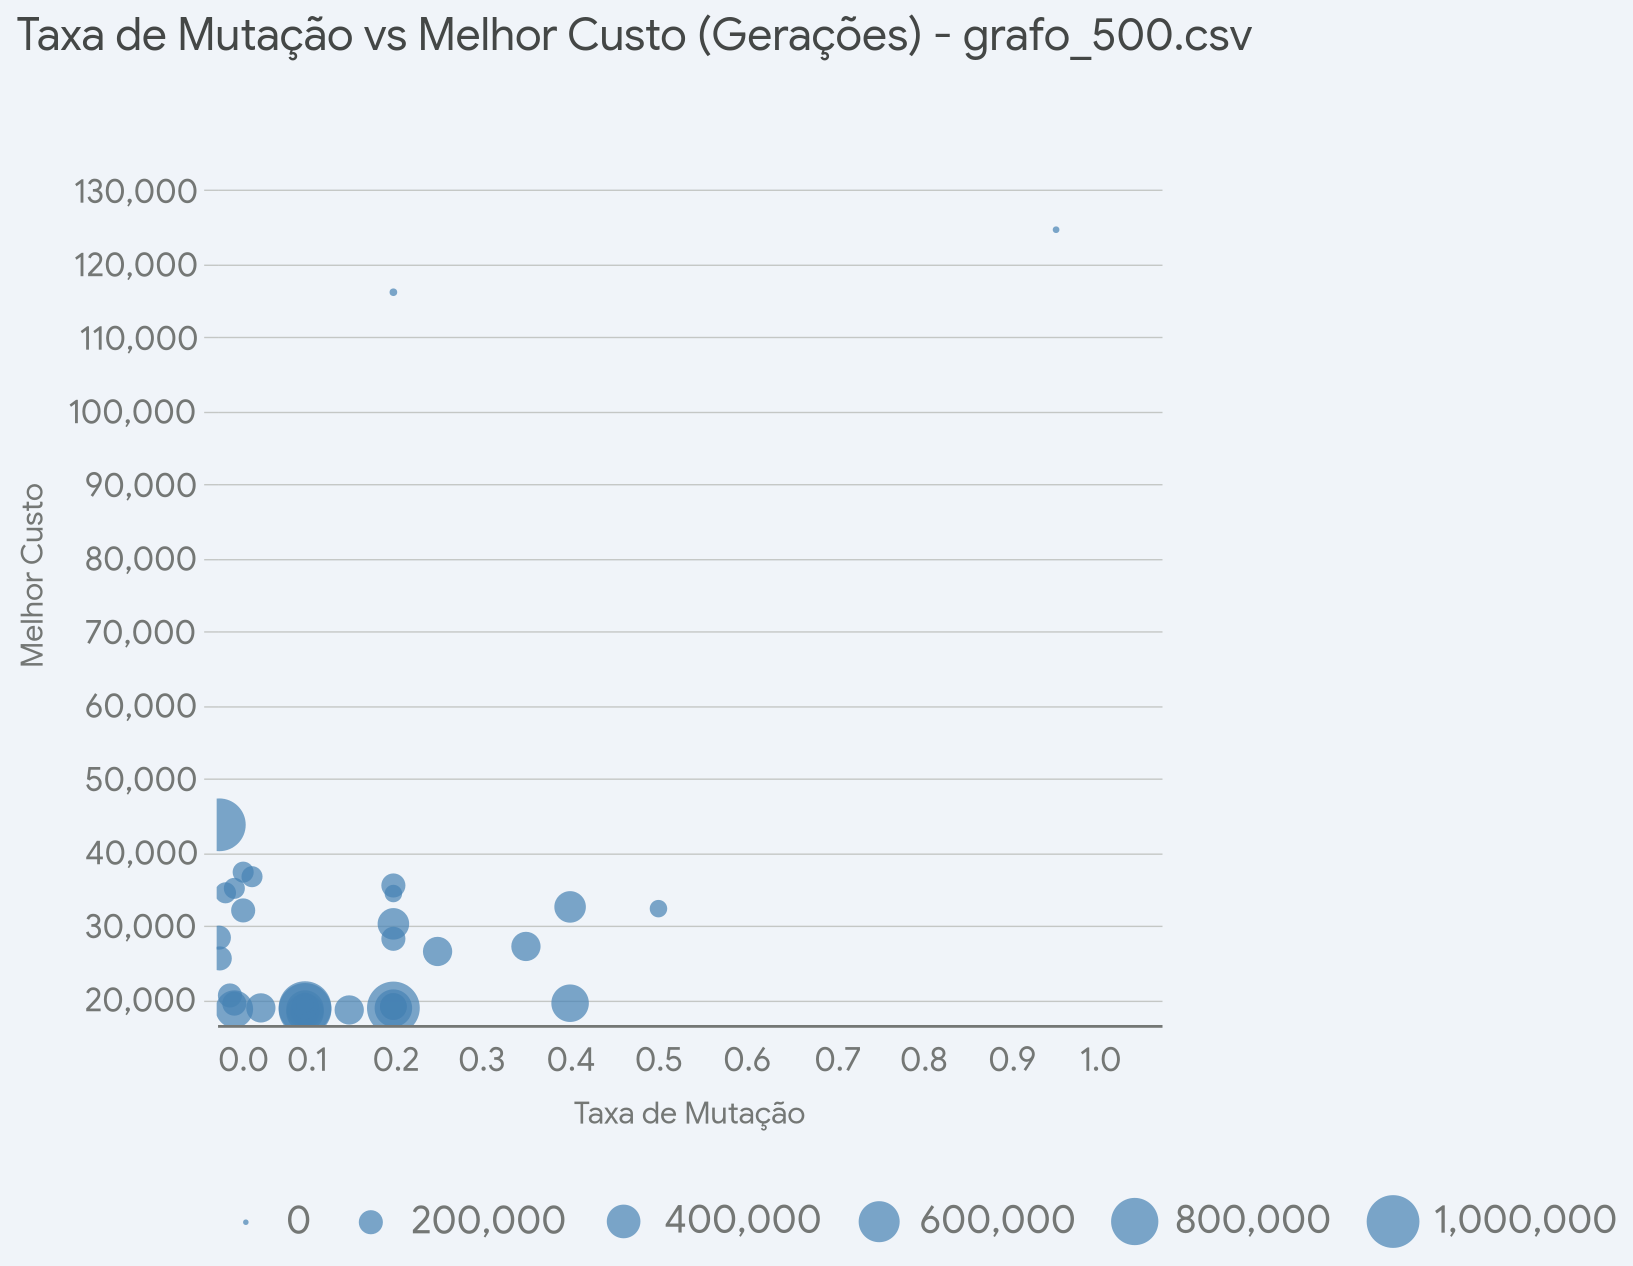 Taxa de Mutação vs Melhor Custo (Gerações) - grafo_500.csv
130,000
120,000
110,000
100,000
90,000
80,000
70,000
60,000
50,000
40,000
30,000
20,000
Melhor Custo
0.0 0.1 0.2 0.3 0.4 0.5 0.6 0.7 0.8 0.9 1.0
Taxa de Mutação
0 200,000 400,000 600,000 800,000 1,000,000